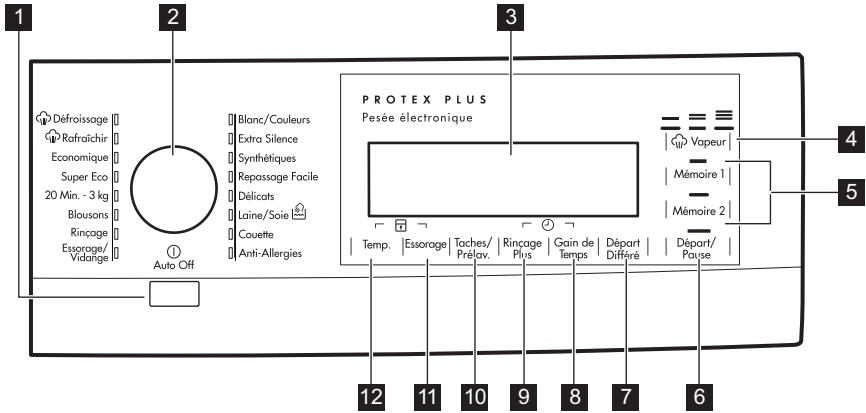 1
2
3
PROTEX PLUS
Pesée électronique
Défroissage
Rafraîchir
Economique
Super Eco
20 Min. - 3 kg
Blousons
Rinçage
Essorage/
Vidange
Auto Off
Blanc/Couleurs
Extra Silence
Synthétiques
Repassage Facile
Délicats
Laine/Soie
Couette
Anti-Allergies
Vapeur
4
Mémoire 1
5
Mémoire 2
Temp.
Essorage
Taches/
Prélav.
Rinçage
Plus
Gain de
Temps
Départ
Différé
Départ/
Pause
12
11
10
9
8
7
6